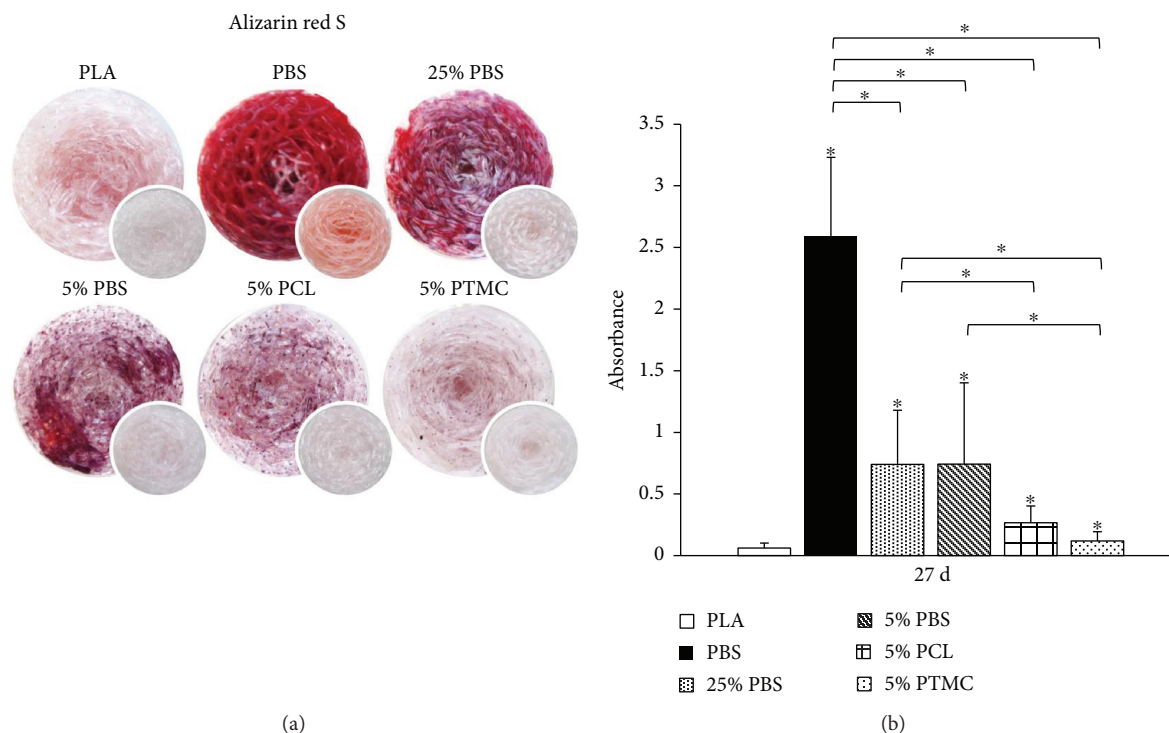 Alizarin red S
PLA PBS 25% PBS
5% PBS 5% PCL 5% PTMC
(a)
*
*
*
*
3.5
*
3
2.5
*
*
2
*
1.5
*
*
1
0.5
*
*
0
Absorbance
27 d
PLA 5% PBS
PBS 5% PCL
25% PBS 5% PTMC
(b)